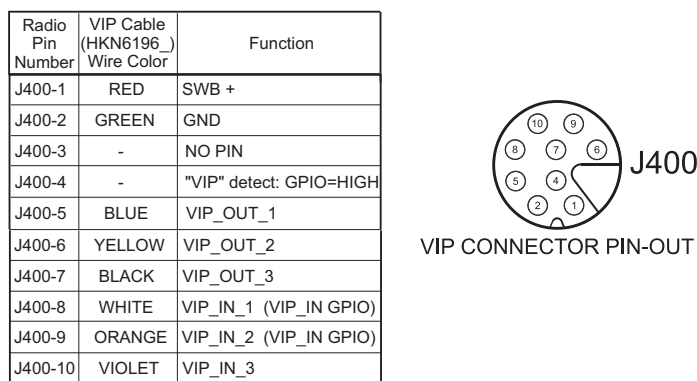 Radio Pin Number VIP Cable (HKN6196_) Wire Color Function
J400-1 RED SWB +
J400-2 GREEN GND
J400-3 - NO PIN
J400-4 - "VIP" detect: GPIO=HIGH
J400-5 BLUE VIP_OUT_1
J400-6 YELLOW VIP_OUT_2
J400-7 BLACK VIP_OUT_3
J400-8 WHITE VIP_IN_1 (VIP_IN GPIO)
J400-9 ORANGE VIP_IN_2 (VIP_IN GPIO)
J400-10 VIOLET VIP_IN_3
10 9
8 7 6
J400
5 4
2 1
VIP CONNECTOR PIN-OUT